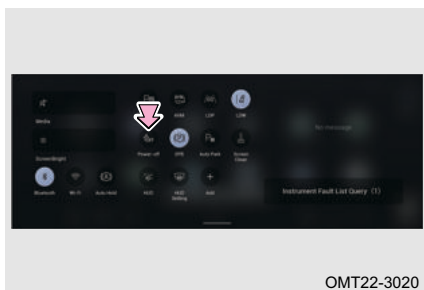 AVM LDP LDW
Media
No message
Power-off EPB Auto Park Screen Clean
ScreenBright
Bluetooth Wi-Fi Auto Hold HUD HUD Setting Add
Instrument Fault List Query (1)
OMT22-3020